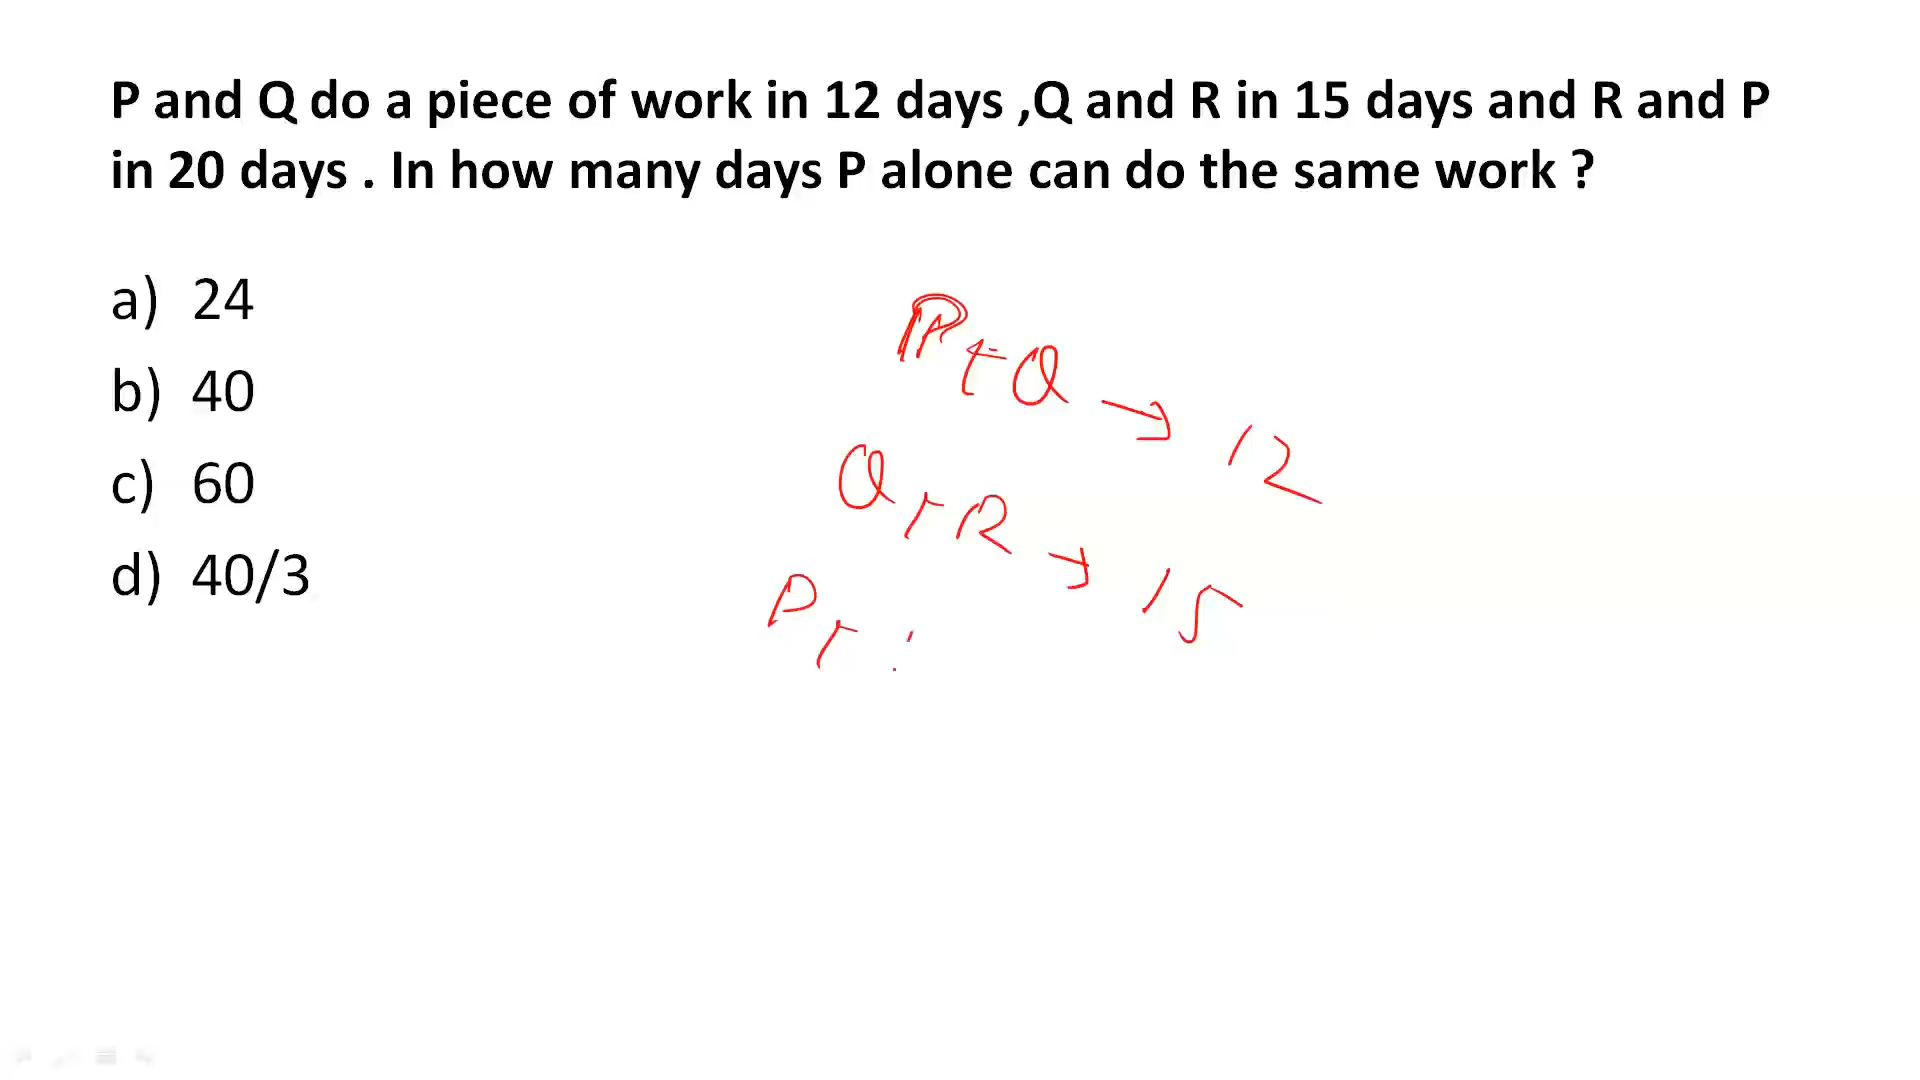 P and Q do a piece of work in 12 days ,Q and R in 15 days and R and P
in 20 days . In how many days P alone can do the same work ?
a) 24
b) 40
c) 60
d) 40/3
P+Q → 12
Q+R → 15
P+